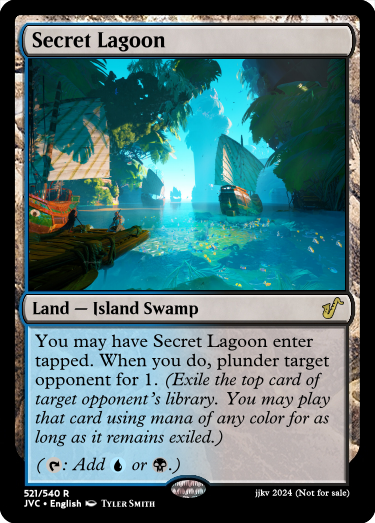 Secret Lagoon
Land — Island Swamp
You may have Secret Lagoon enter
tapped. When you do, plunder target
opponent for 1. (Exile the top card of
target opponent's library. You may play
that card using mana of any color for as
long as it remains exiled.)
( : Add or .)
521/540 R
JVC • English Tyler Smith
jjkv 2024 (Not for sale)